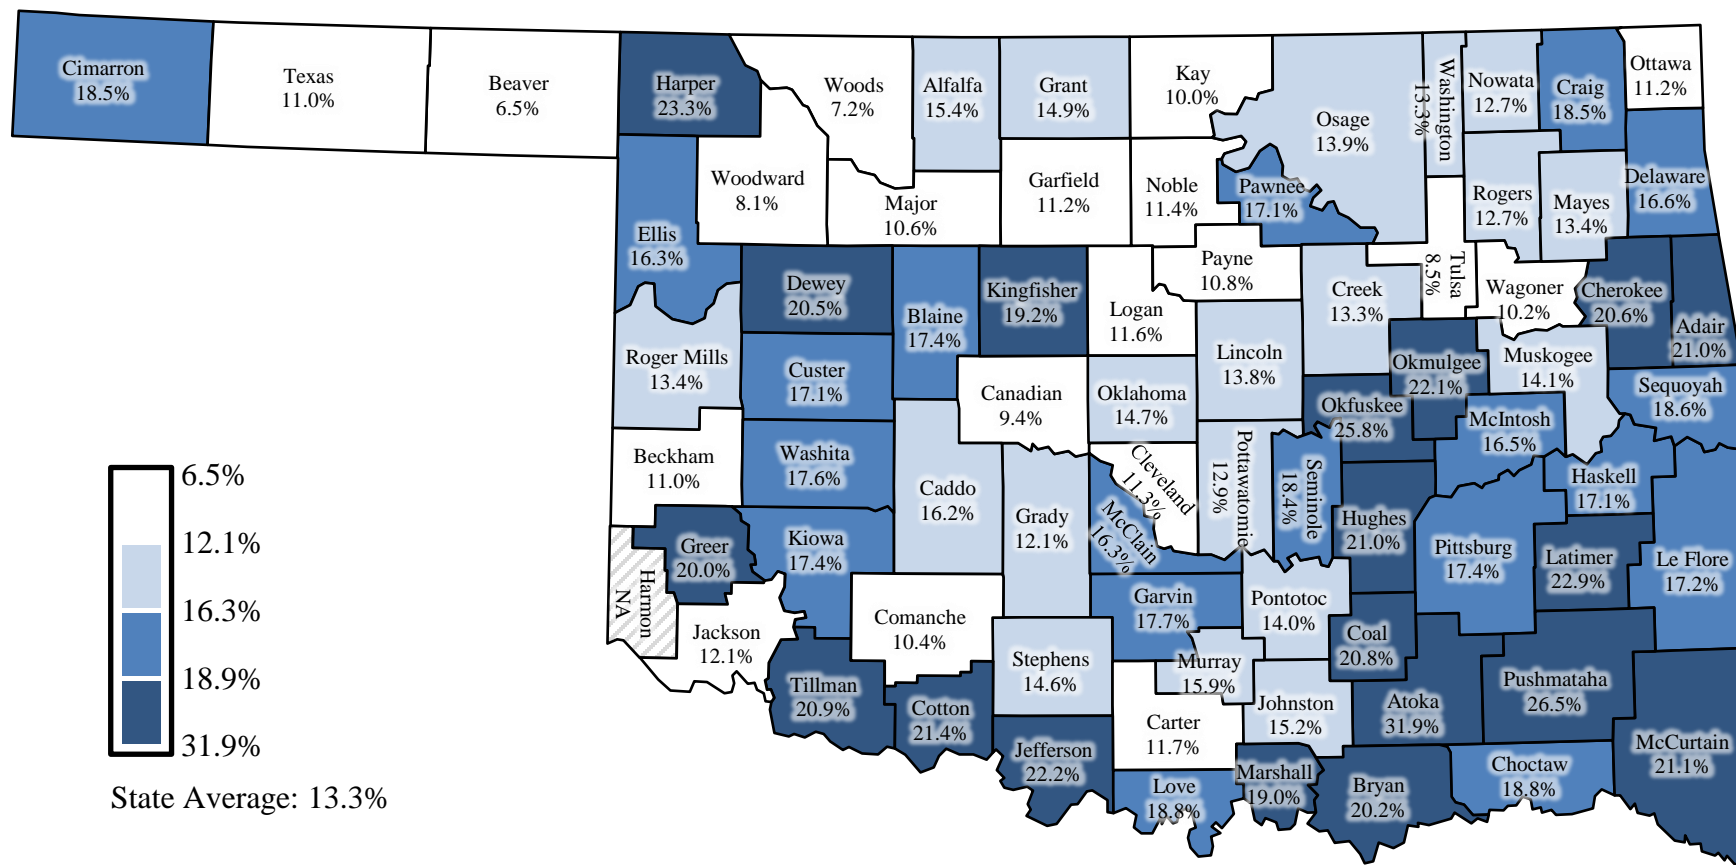 Cimarron
18.5%
Texas
11.0%
Beaver
6.5%
Harper
23.3%
Woods
7.2%
Alfalfa
15.4%
Grant
14.9%
Kay
10.0%
Osage
13.9%
Washington
13.3%
Nowata
12.7%
Craig
18.5%
Ottawa
11.2%
Woodward
8.1%
Major
10.6%
Garfield
11.2%
Noble
11.4%
Pawnee
17.1%
Rogers
12.7%
Mayes
13.4%
Delaware
16.6%
Ellis
16.3%
Dewey
20.5%
Blaine
17.4%
Kingfisher
19.2%
Logan
11.6%
Payne
10.8%
Creek
13.3%
Tulsa
8.5%
Wagoner
10.2%
Cherokee
20.6%
Adair
21.0%
Roger Mills
13.4%
Custer
17.1%
Canadian
9.4%
Oklahoma
14.7%
Lincoln
13.8%
Okmulgee
22.1%
Muskogee
14.1%
Sequoyah
18.6%
Okfuskee
25.8%
McIntosh
16.5%
Beckham
11.0%
Washita
17.6%
Caddo
16.2%
Grady
12.1%
Cleveland
11.3%
McClain
16.3%
Pottawatomie
12.9%
Seminole
18.4%
Hughes
21.0%
Haskell
17.1%
Pittsburg
17.4%
Latimer
22.9%
Le Flore
17.2%
Harmon
NA
Greer
20.0%
Kiowa
17.4%
Jackson
12.1%
Comanche
10.4%
Garvin
17.7%
Pontotoc
14.0%
Coal
20.8%
Stephens
14.6%
Murray
15.9%
Tillman
20.9%
Cotton
21.4%
Jefferson
22.2%
Carter
11.7%
Johnston
15.2%
Atoka
31.9%
Pushmataha
26.5%
Love
18.8%
Marshall
19.0%
Bryan
20.2%
Choctaw
18.8%
McCurtain
21.1%
6.5%
12.1%
16.3%
18.9%
31.9%
State Average: 13.3%